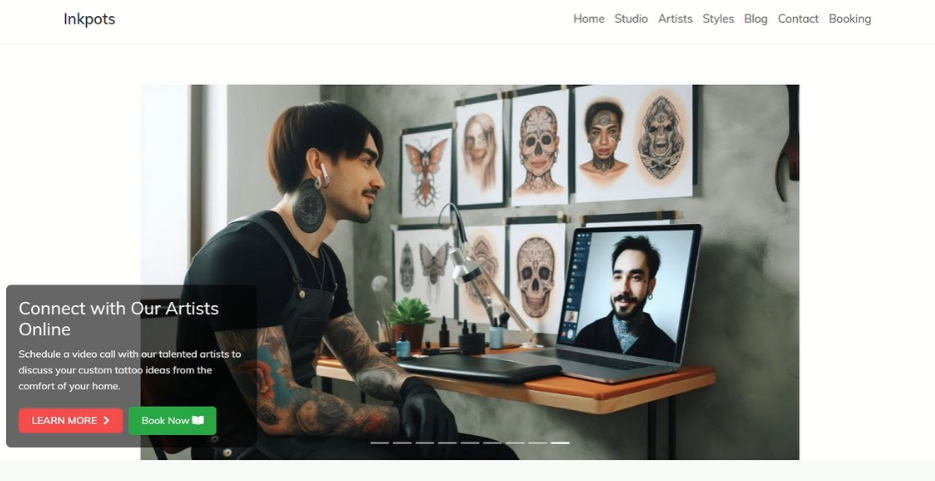 Inkpots
Home Studio Artists Styles Blog Contact Booking
Connect with Our Artists
Online
Schedule a video call with our talented artists to
discuss your custom tattoo ideas from the
comfort of your home.
LEARN MORE
Book Now